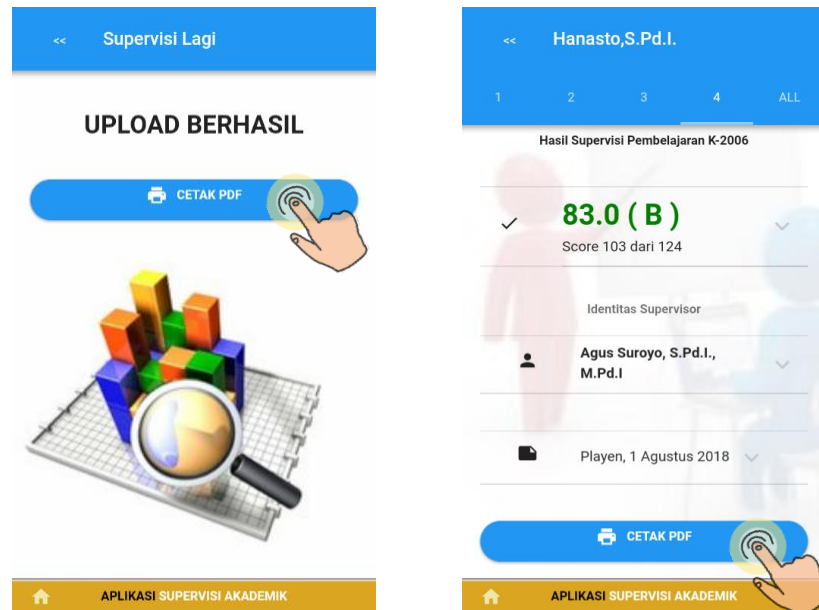 << Supervisi Lagi
UPLOAD BERHASIL
CETAK PDF
APLIKASI SUPERVISI AKADEMIK
<< Hanasto,S.Pd.I.
1 2 3 4 ALL
Hasil Supervisi Pembelajaran K-2006
83.0 ( B )
Score 103 dari 124
Identitas Supervisor
Agus Suroyo, S.Pd.I.,
M.Pd.I
Playen, 1 Agustus 2018
CETAK PDF
APLIKASI SUPERVISI AKADEMIK